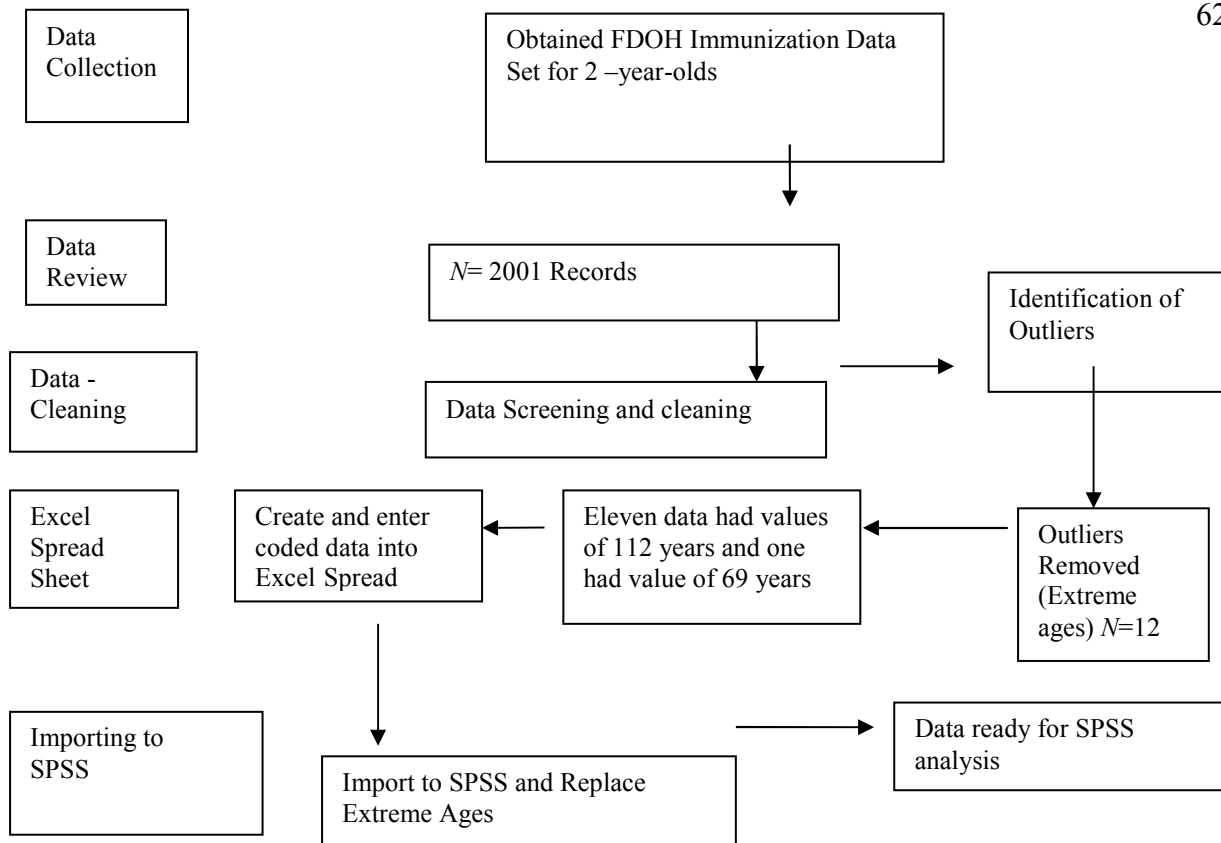 62
Data
Collection
Obtained FDOH Immunization Data
Set for 2 –year-olds
Data
Review
N= 2001 Records
Identification of
Outliers
Data -
Cleaning
Data Screening and cleaning
Excel
Spread
Sheet
Create and enter
coded data into
Excel Spread
Eleven data had values
of 112 years and one
had value of 69 years
Outliers
Removed
(Extreme
ages) N=12
Importing to
SPSS
Import to SPSS and Replace
Extreme Ages
Data ready for SPSS
analysis